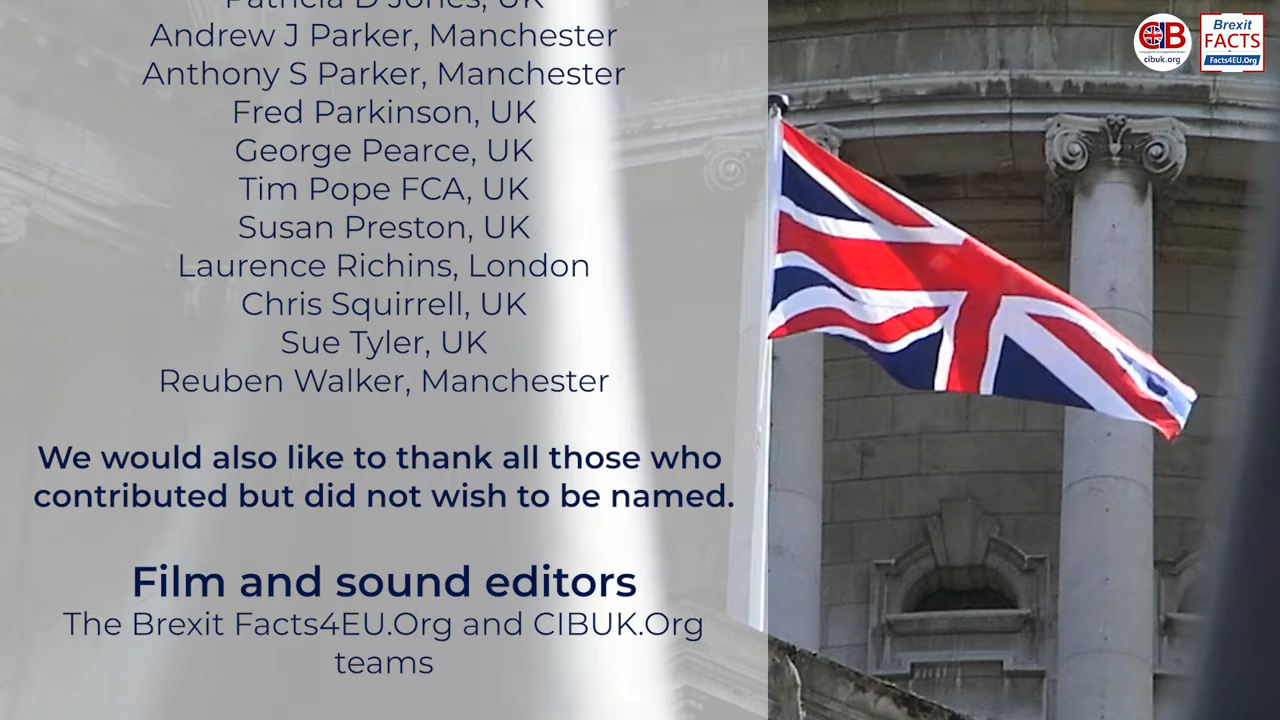 Patricia D Jones, UK
Andrew J Parker, Manchester
Anthony S Parker, Manchester
Fred Parkinson, UK
George Pearce, UK
Tim Pope FCA, UK
Susan Preston, UK
Laurence Richins, London
Chris Squirrell, UK
Sue Tyler, UK
Reuben Walker, Manchester
We would also like to thank all those who
contributed but did not wish to be named.
Film and sound editors
The Brexit Facts4EU.Org and CIBUK.Org
teams
CIB
cibuk.org
Brexit
FACTS
Facts4EU.Org